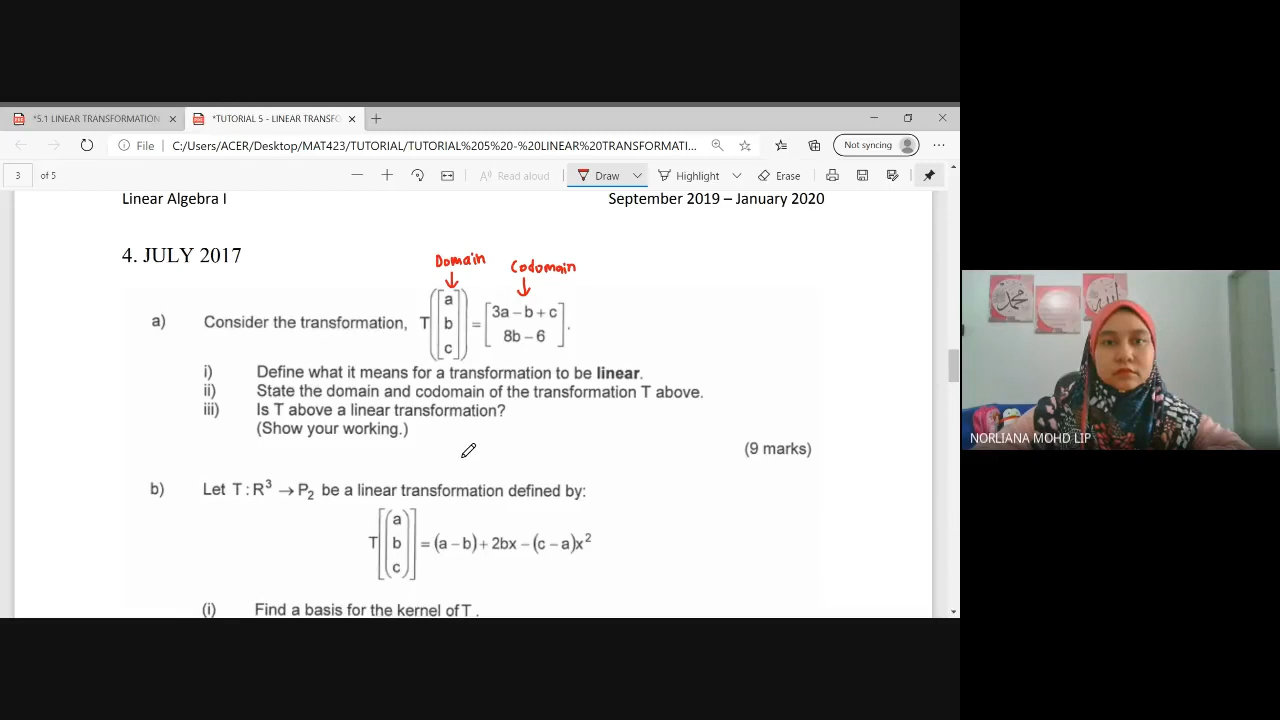 *5.1 LINEAR TRANSFORMATION
*TUTORIAL 5 - LINEAR TRANSFO
File C:/Users/ACER/Desktop/MAT423/TUTORIAL/TUTORIAL%205%20-%20LINEAR%20TRANSFORMATI... Not syncing
3 of 5 Read aloud Draw Highlight Erase
Linear Algebra I September 2019 – January 2020
4. JULY 2017
Domain
Codomain
a) Consider the transformation, T([a b c]) = [3a – b + c
8b – 6].
i) Define what it means for a transformation to be linear.
ii) State the domain and codomain of the transformation T above.
iii) Is T above a linear transformation?
(Show your working.)
(9 marks)
b) Let T : R³ → P₂ be a linear transformation defined by:
T[(a b c)] = (a – b) + 2bx – (c – a)x²
(i) Find a basis for the kernel of T .
NORLIANA MOHD LIP